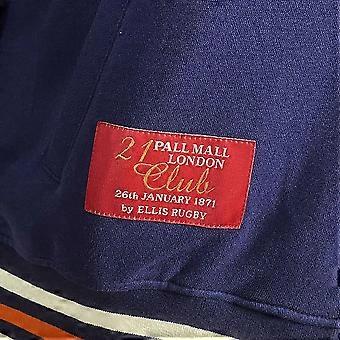 21 PALL MALL
LONDON
Club
26th JANUARY 1871
by ELLIS RUGBY